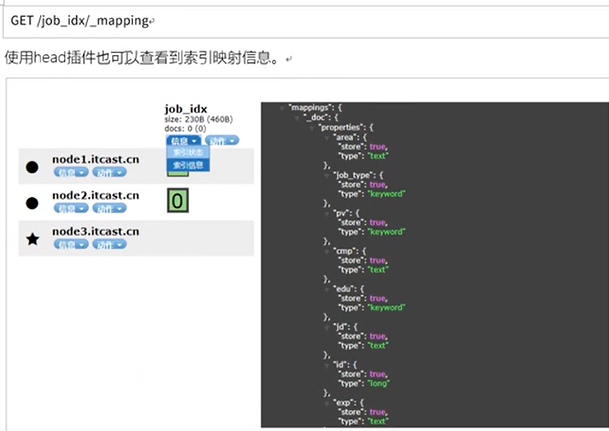 GET /job_idx/_mapping
使用head插件也可以查看到索引映射信息。
job_idx
size: 230B (460B)
docs: 0 (0)
信息 动作
索引状态
索引信息
node1.itcast.cn
信息 动作
node2.itcast.cn
信息 动作
0
node3.itcast.cn
信息 动作
"mappings": {
"_doc": {
"properties": {
"area": {
"store": true,
"type": "text"
},
"job_type": {
"store": true,
"type": "keyword"
},
"pv": {
"store": true,
"type": "keyword"
},
"cmp": {
"store": true,
"type": "text"
},
"edu": {
"store": true,
"type": "keyword"
},
"jd": {
"store": true,
"type": "text"
},
"id": {
"store": true,
"type": "long"
},
"exp": {
"store": true,
"type": "text"